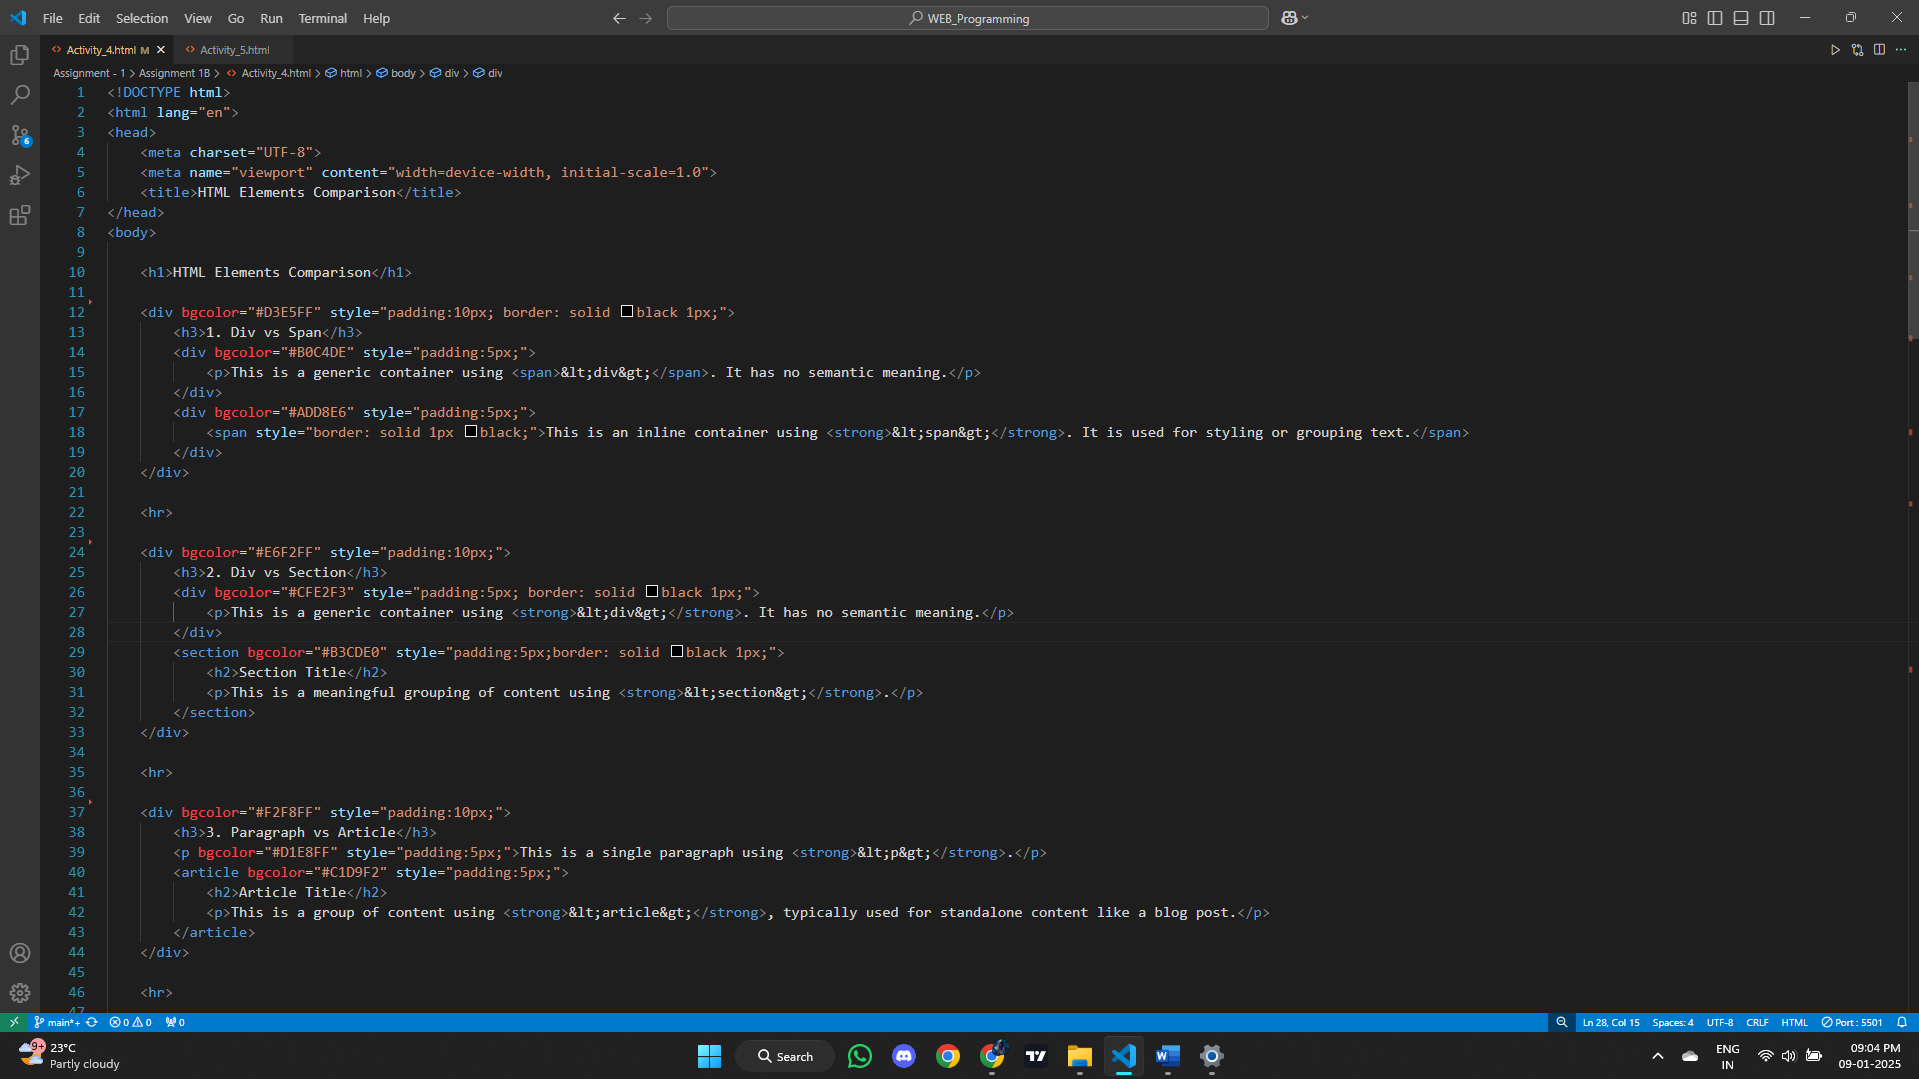 File Edit Selection View Go Run Terminal Help
WEB_Programming
Activity_4.html M
Activity_5.html
Assignment - 1 > Assignment 1B > Activity_4.html > html > body > div > div
1 <!DOCTYPE html>
2 <html lang="en">
3 <head>
4 <meta charset="UTF-8">
5 <meta name="viewport" content="width=device-width, initial-scale=1.0">
6 <title>HTML Elements Comparison</title>
7 </head>
8 <body>
9
10 <h1>HTML Elements Comparison</h1>
11
12 <div bgcolor="#D3E5FF" style="padding:10px; border: solid black 1px;">
13 <h3>1. Div vs Span</h3>
14 <div bgcolor="#B0C4DE" style="padding:5px;">
15 <p>This is a generic container using <span>&lt;div&gt;</span>. It has no semantic meaning.</p>
16 </div>
17 <div bgcolor="#ADD8E6" style="padding:5px;">
18 <span style="border: solid 1px black;">This is an inline container using <strong>&lt;span&gt;</strong>. It is used for styling or grouping text.</span>
19 </div>
20 </div>
21
22 <hr>
23
24 <div bgcolor="#E6F2FF" style="padding:10px;">
25 <h3>2. Div vs Section</h3>
26 <div bgcolor="#CFE2F3" style="padding:5px; border: solid black 1px;">
27 <p>This is a generic container using <strong>&lt;div&gt;</strong>. It has no semantic meaning.</p>
28 </div>
29 <section bgcolor="#B3CDE0" style="padding:5px;border: solid black 1px;">
30 <h2>Section Title</h2>
31 <p>This is a meaningful grouping of content using <strong>&lt;section&gt;</strong>.</p>
32 </section>
33 </div>
34
35 <hr>
36
37 <div bgcolor="#F2F8FF" style="padding:10px;">
38 <h3>3. Paragraph vs Article</h3>
39 <p bgcolor="#D1E8FF" style="padding:5px;">This is a single paragraph using <strong>&lt;p&gt;</strong>.</p>
40 <article bgcolor="#C1D9F2" style="padding:5px;">
41 <h2>Article Title</h2>
42 <p>This is a group of content using <strong>&lt;article&gt;</strong>, typically used for standalone content like a blog post.</p>
43 </article>
44 </div>
45
46 <hr>
47
6
main*+ 0 0 0
Ln 28, Col 15 Spaces: 4 UTF-8 CRLF HTML Port : 5501
9+
23°C
Partly cloudy
Search
ENG
IN
09:04 PM
09-01-2025